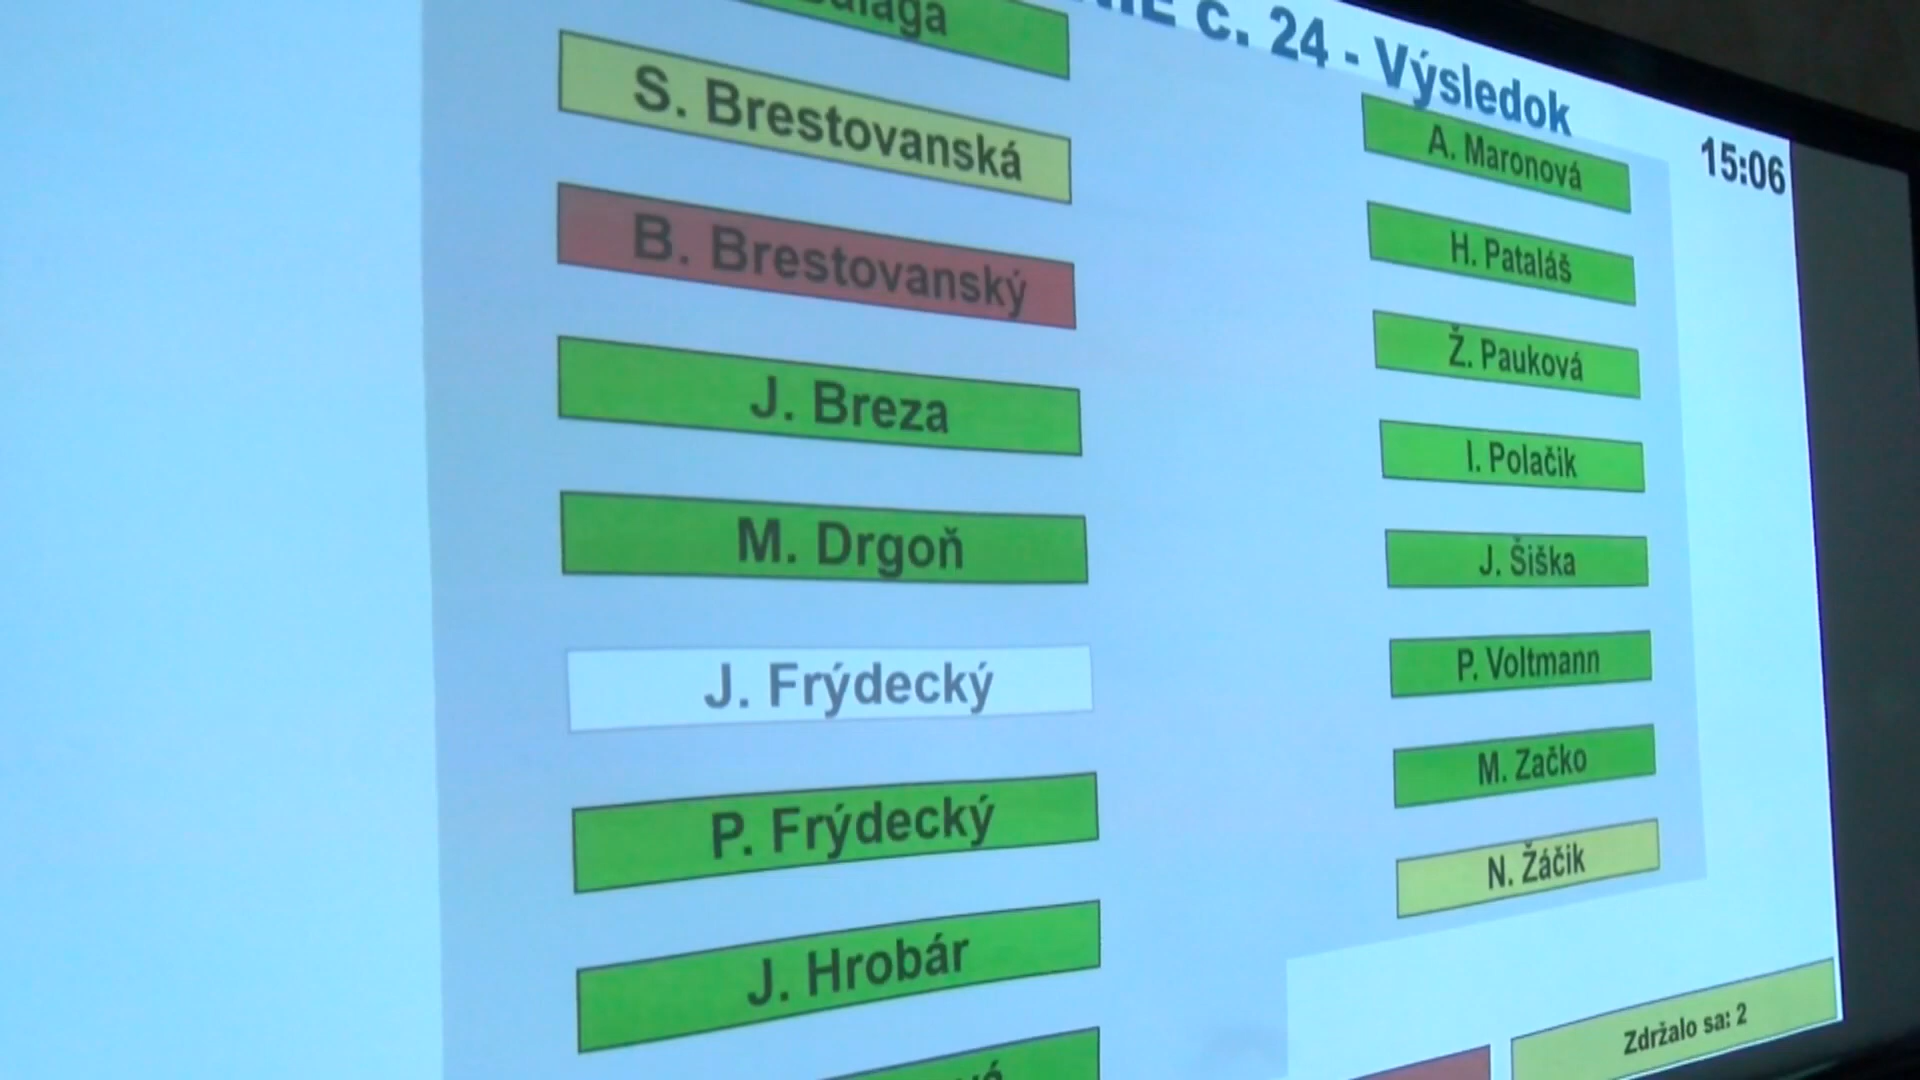 č. 24 - Výsledok
15:06
S. Brestovanská
B. Brestovanský
J. Breza
M. Drgoň
J. Frýdecký
P. Frýdecký
J. Hrobár
A. Maronová
H. Pataláš
Ž. Pauková
I. Polačik
J. Šiška
P. Voltmann
M. Začko
N. Žáčik
Zdržalo sa: 2